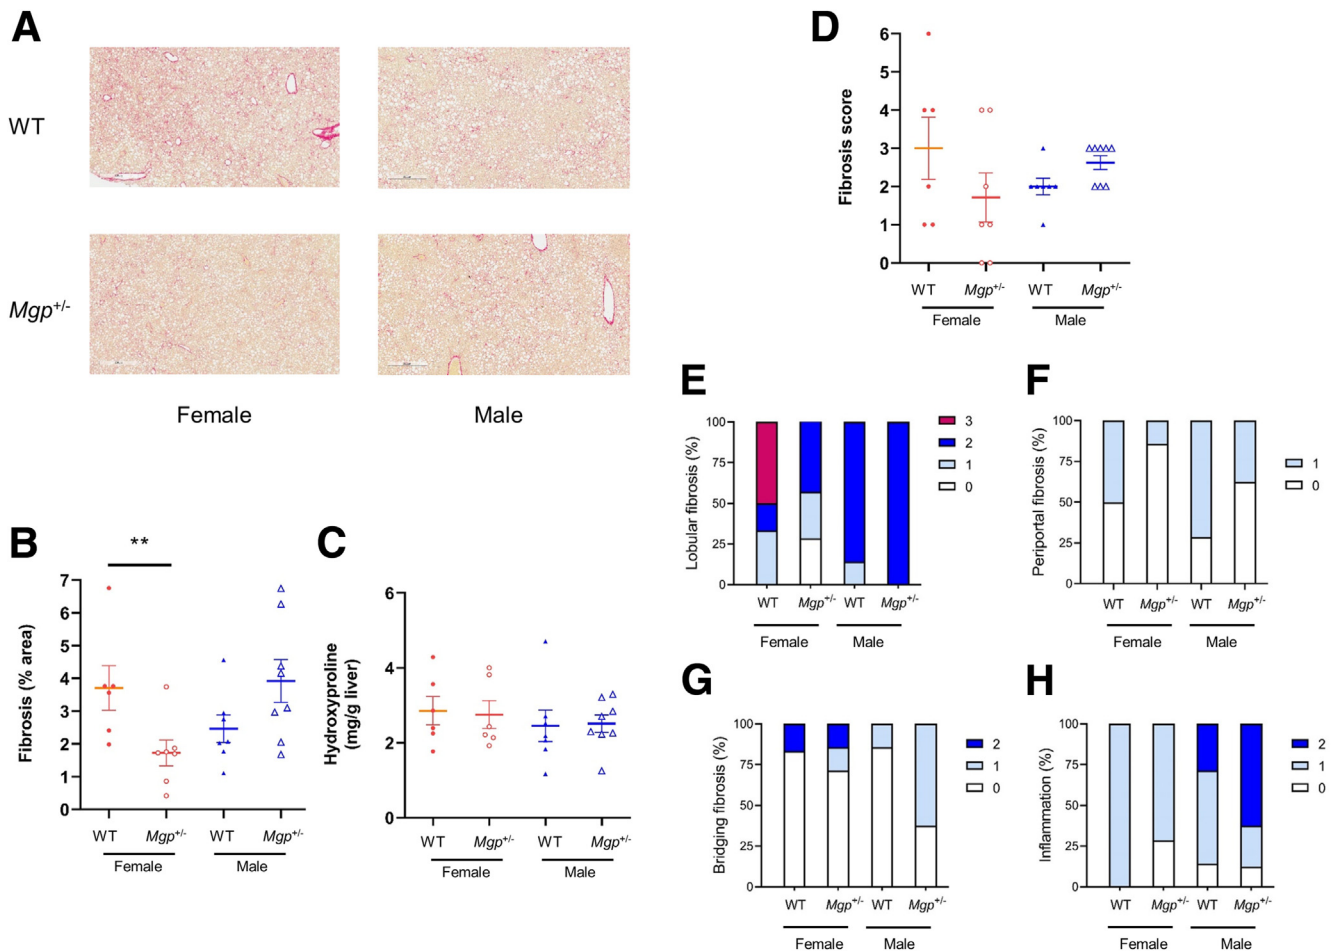 A
WT
Mgp+/-
Female
Male
B
**
Fibrosis (% area)
7
6
5
4
3
2
1
0
WT
Mgp+/-
WT
Mgp+/-
Female
Male
C
Hydroxyproline
(mg/g liver)
6
4
2
0
WT
Mgp+/-
WT
Mgp+/-
Female
Male
D
Fibrosis score
6
5
4
3
2
1
0
WT
Mgp+/-
WT
Mgp+/-
Female
Male
E
Lobular fibrosis (%)
100
75
50
25
0
3
2
1
0
WT
Mgp+/-
WT
Mgp+/-
Female
Male
F
Periportal fibrosis (%)
100
75
50
25
0
1
0
WT
Mgp+/-
WT
Mgp+/-
Female
Male
G
Bridging fibrosis (%)
100
75
50
25
0
2
1
0
WT
Mgp+/-
WT
Mgp+/-
Female
Male
H
Inflammation (%)
100
75
50
25
0
2
1
0
WT
Mgp+/-
WT
Mgp+/-
Female
Male